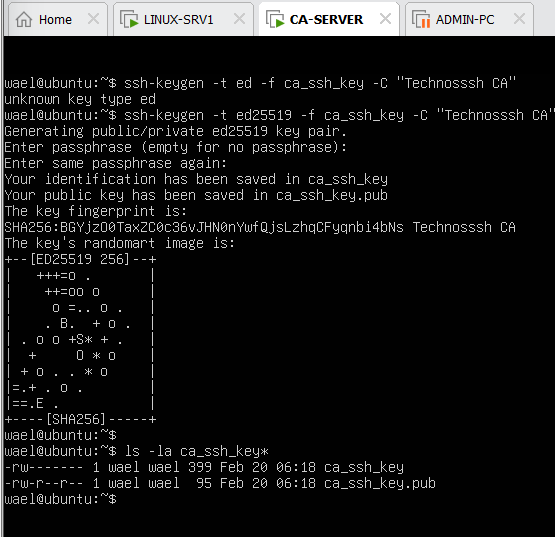 Home
LINUX-SRV1
CA-SERVER
ADMIN-PC
wael@ubuntu:~$ ssh-keygen -t ed -f ca_ssh_key -C "Technosssh CA"
unknown key type ed
wael@ubuntu:~$ ssh-keygen -t ed25519 -f ca_ssh_key -C "Technosssh CA"
Generating public/private ed25519 key pair.
Enter passphrase (empty for no passphrase):
Enter same passphrase again:
Your identification has been saved in ca_ssh_key
Your public key has been saved in ca_ssh_key.pub
The key fingerprint is:
SHA256:BGYjzO0TaxZC0c36vJHN0nYwfQjsLzhqCFyqnbi4bNs Technosssh CA
The key's randomart image is:
+--[ED25519 256]--+
|   +++=o .       |
|    ++=oo o      |
|     o =.. o .   |
|    . B.  + o .  |
| . o o +S* + .   |
|  +     O * o    |
| + o . . * o     |
|=.+ . o .        |
|==.E .           |
+----[SHA256]-----+
wael@ubuntu:~$
wael@ubuntu:~$ ls -la ca_ssh_key*
-rw------- 1 wael wael 399 Feb 20 06:18 ca_ssh_key
-rw-r--r-- 1 wael wael  95 Feb 20 06:18 ca_ssh_key.pub
wael@ubuntu:~$